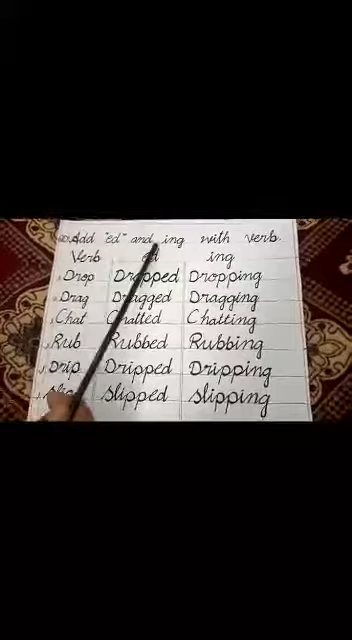 Add "ed" and ing with verb.
Verb ed ing
Drop Dropped Dropping
Drag Dragged Dragging
Chat Chatted Chatting
Rub Rubbed Rubbing
Drip Dripped Dripping
slipped slipping